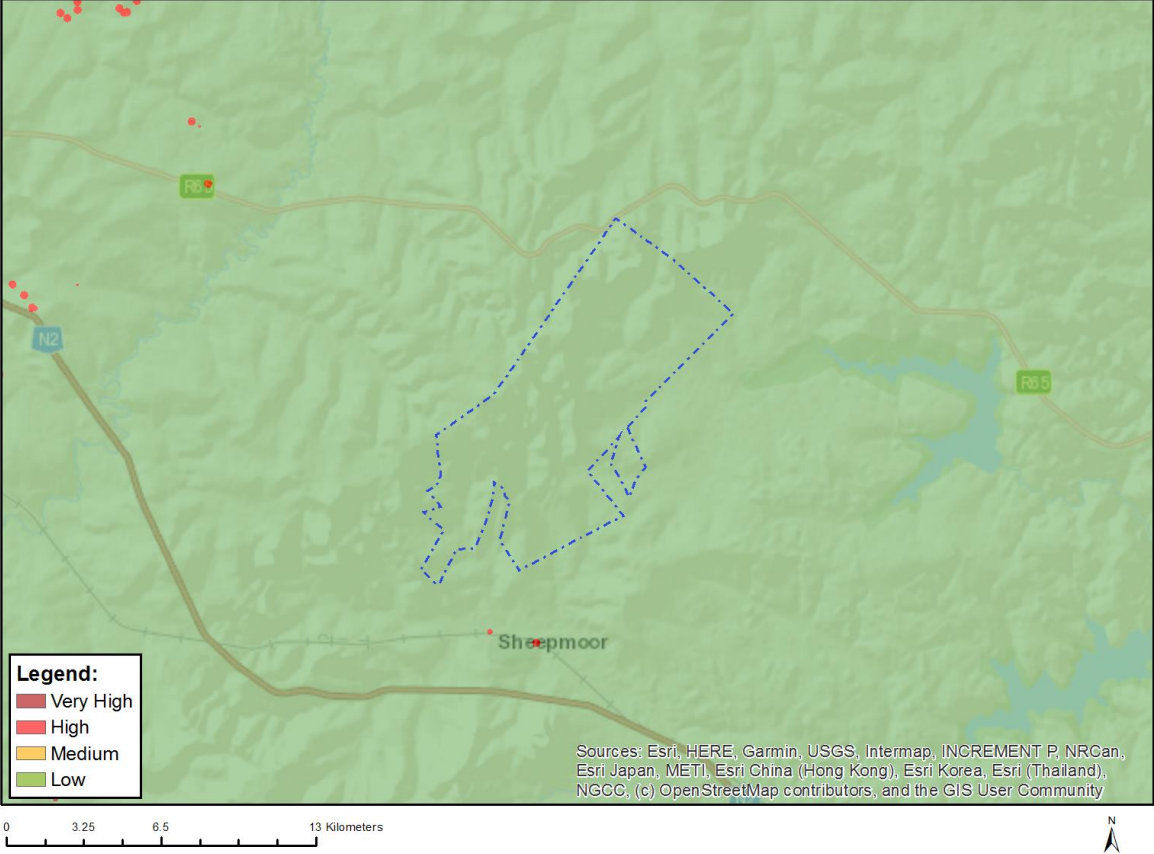 N2
R65
Sheepmoor
Legend:
Very High
High
Medium
Low
Sources: Esri, HERE, Garmin, USGS, Intermap, INCREMENT P, NRCan,
Esri Japan, METI, Esri China (Hong Kong), Esri Korea, Esri (Thailand),
NGCC, (c) OpenStreetMap contributors, and the GIS User Community
0 3.25 6.5 13 Kilometers
N